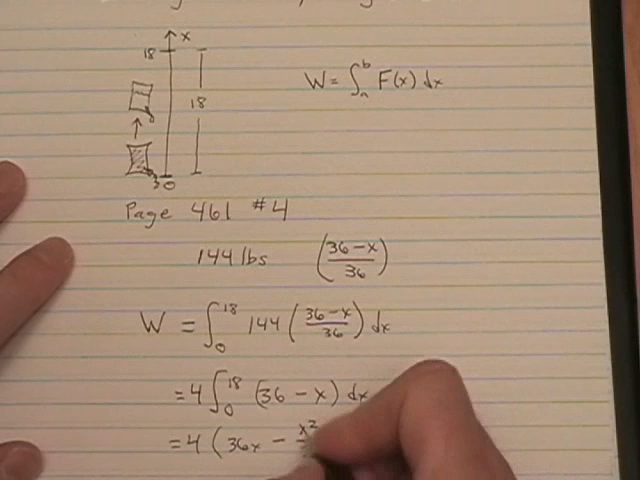 x
18
W = ∫ₐᵇ F(x) dx
18
0
Page 461 #4
144 lbs ( 36-x / 36 )
W = ∫₀¹⁸ 144 ( 36-x / 36 ) dx
= 4 ∫₀¹⁸ (36 - x) dx
= 4 ( 36x - x²